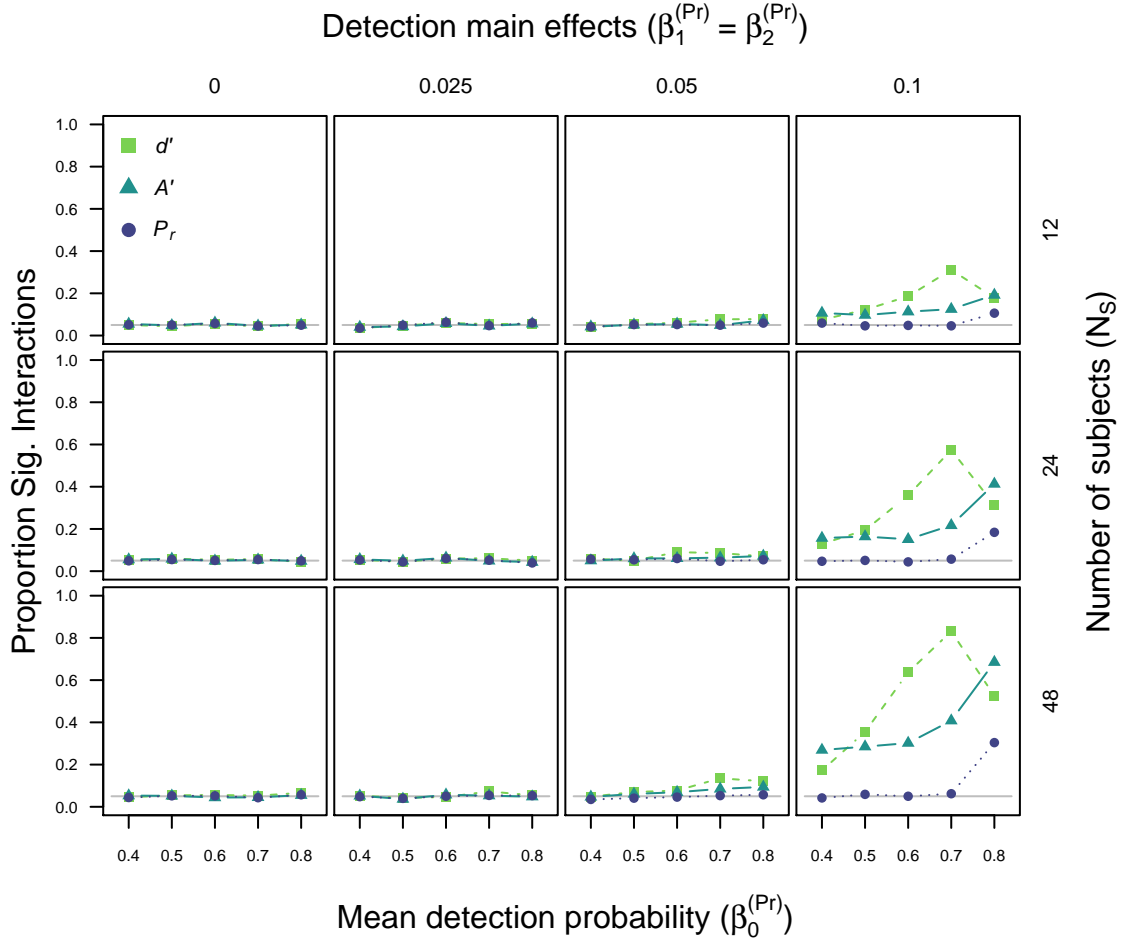 Detection main effects (β₁⁽ᴾʳ⁾ = β₂⁽ᴾʳ⁾)
0 0.025 0.05 0.1
1.0
0.8
0.6
0.4
0.2
0.0
d'
A'
Pᵣ
12
1.0
0.8
0.6
0.4
0.2
0.0
24
1.0
0.8
0.6
0.4
0.2
0.0
48
Proportion Sig. Interactions
Number of subjects (N_S)
0.4 0.5 0.6 0.7 0.8 0.4 0.5 0.6 0.7 0.8 0.4 0.5 0.6 0.7 0.8 0.4 0.5 0.6 0.7 0.8
Mean detection probability (β₀⁽ᴾʳ⁾)